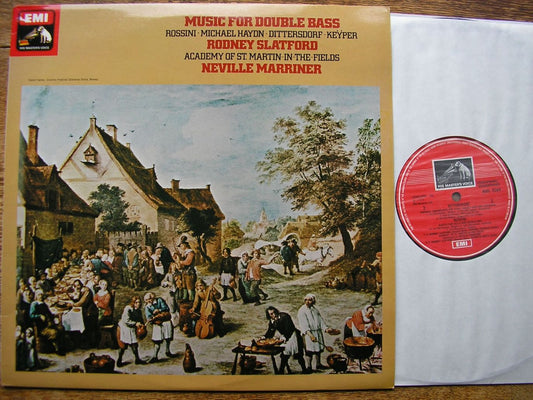 EMI
HIS MASTER'S VOICE
MUSIC FOR DOUBLE BASS
ROSSINI · MICHAEL HAYDN · DITTERSDORF · KEYPER
RODNEY SLATFORD
ACADEMY OF ST. MARTIN-IN-THE-FIELDS
NEVILLE MARRINER
HIS MASTER'S VOICE
EMI